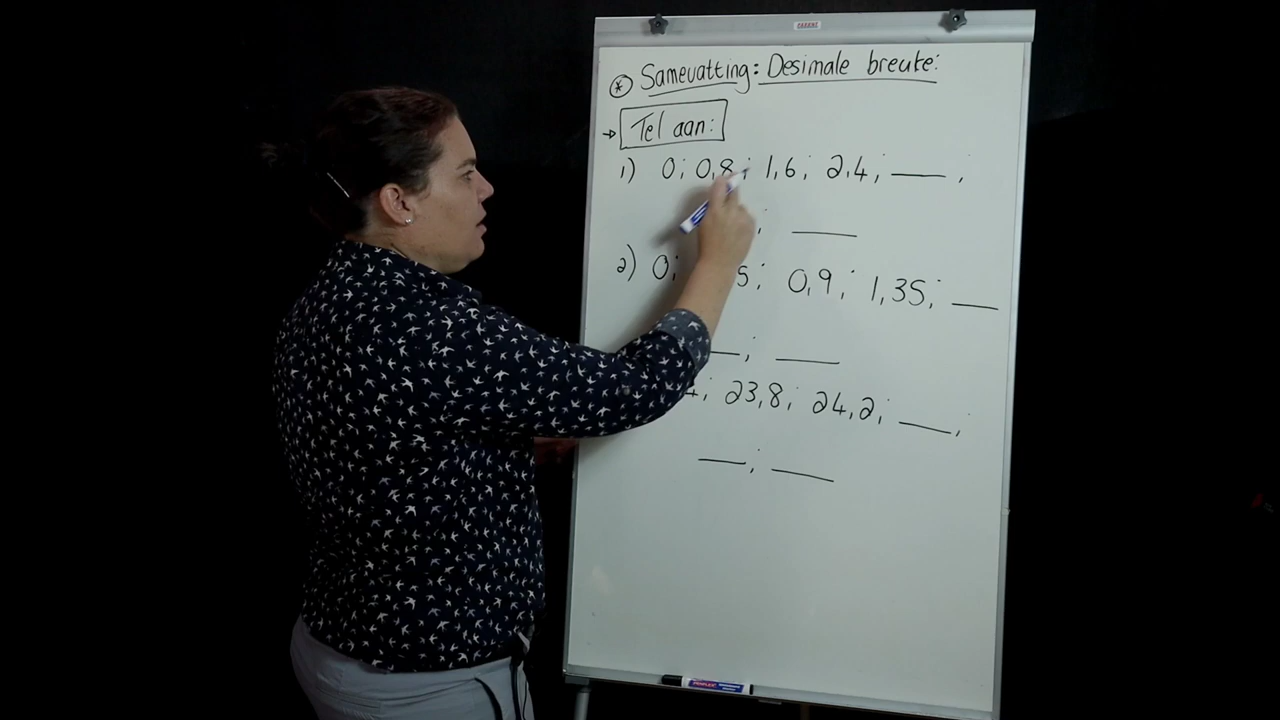 * Samevatting: Desimale breuke:
→ Tel aan:
1) 0; 0,8; 1,6; 2,4; ___;
; ___
2) 0; 5; 0,9; 1,35; ___
___; ___
4; 23,8; 24,2; ___;
___; ___